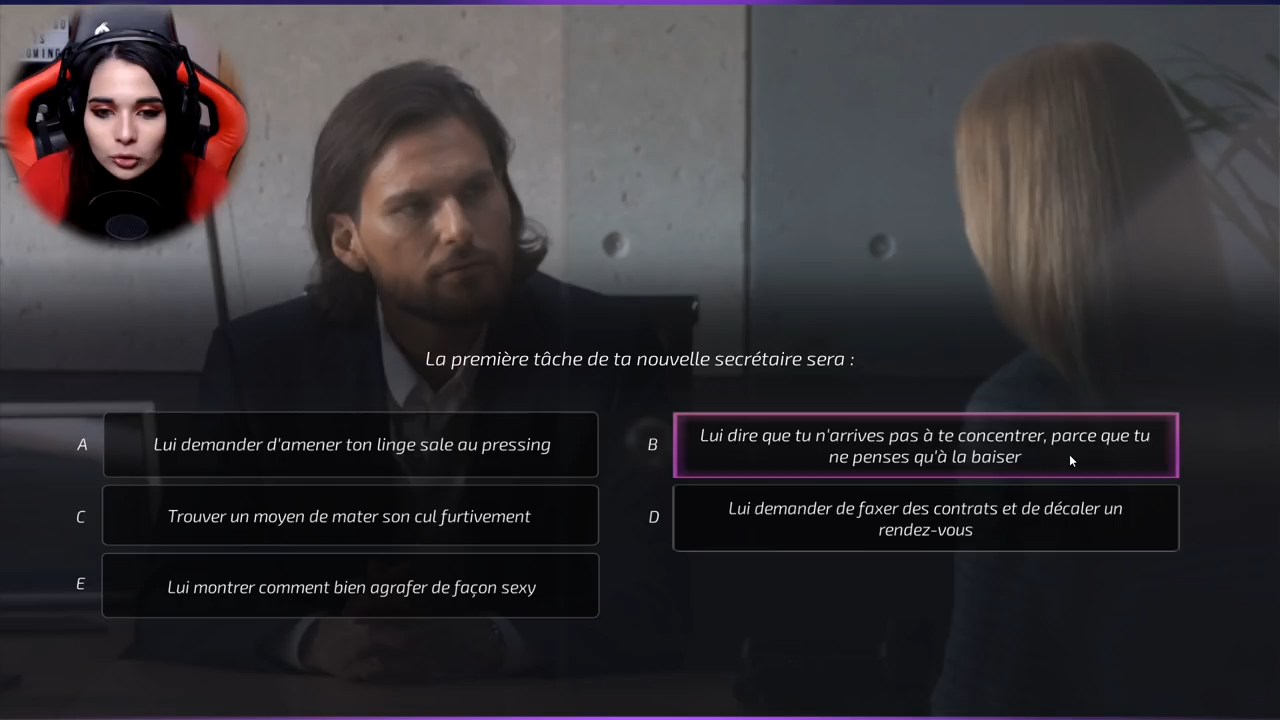 La première tâche de ta nouvelle secrétaire sera :
A
Lui demander d'amener ton linge sale au pressing
B
Lui dire que tu n'arrives pas à te concentrer, parce que tu
ne penses qu'à la baiser
C
Trouver un moyen de mater son cul furtivement
D
Lui demander de faxer des contrats et de décaler un
rendez-vous
E
Lui montrer comment bien agrafer de façon sexy